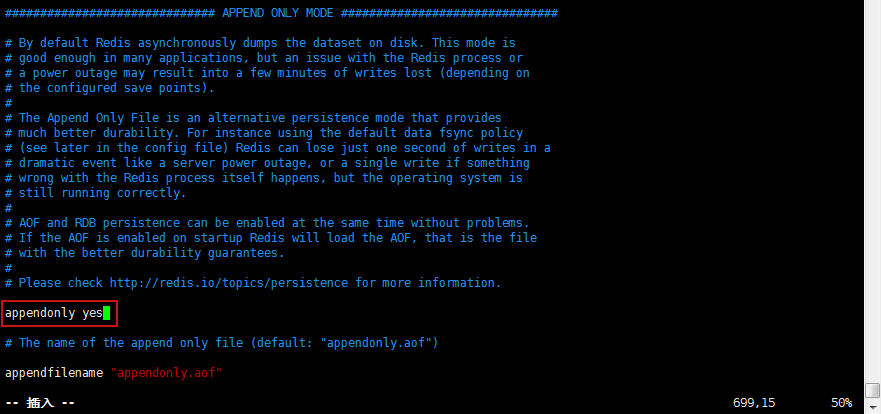 ############################## APPEND ONLY MODE ###############################
# By default Redis asynchronously dumps the dataset on disk. This mode is
# good enough in many applications, but an issue with the Redis process or
# a power outage may result into a few minutes of writes lost (depending on
# the configured save points).
#
# The Append Only File is an alternative persistence mode that provides
# much better durability. For instance using the default data fsync policy
# (see later in the config file) Redis can lose just one second of writes in a
# dramatic event like a server power outage, or a single write if something
# wrong with the Redis process itself happens, but the operating system is
# still running correctly.
#
# AOF and RDB persistence can be enabled at the same time without problems.
# If the AOF is enabled on startup Redis will load the AOF, that is the file
# with the better durability guarantees.
#
# Please check http://redis.io/topics/persistence for more information.
appendonly yes
# The name of the append only file (default: "appendonly.aof")
appendfilename "appendonly.aof"
-- 插入 -- 699,15 50%